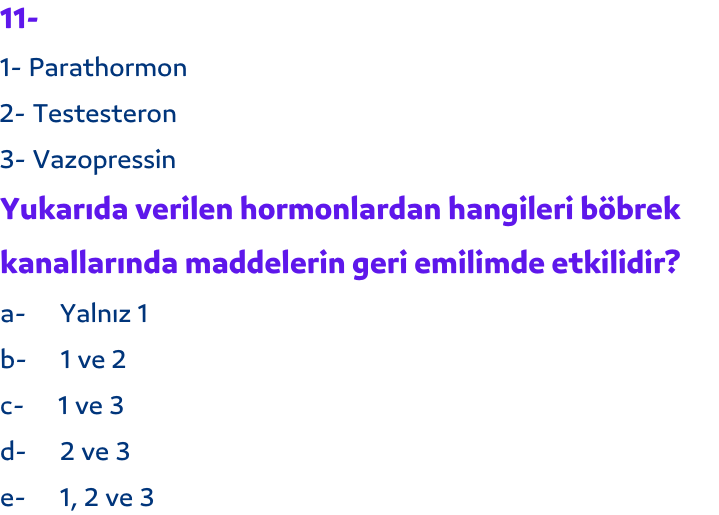 11-
1- Parathormon
2- Testesteron
3- Vazopressin
Yukarıda verilen hormonlardan hangileri böbrek
kanallarında maddelerin geri emilimde etkilidir?
a- Yalnız 1
b- 1 ve 2
c- 1 ve 3
d- 2 ve 3
e- 1, 2 ve 3